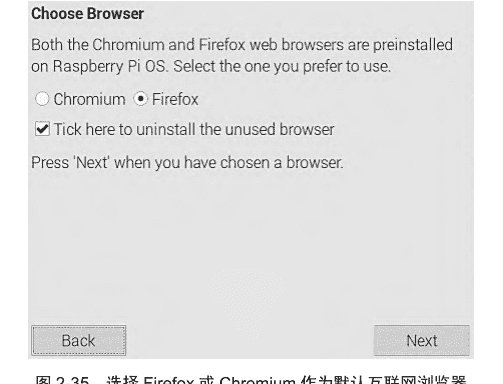 Choose Browser
Both the Chromium and Firefox web browsers are preinstalled
on Raspberry Pi OS. Select the one you prefer to use.
Chromium Firefox
Tick here to uninstall the unused browser
Press 'Next' when you have chosen a browser.
Back Next
图 2-35 选择 Firefox 或 Chromium 作为默认互联网浏览器